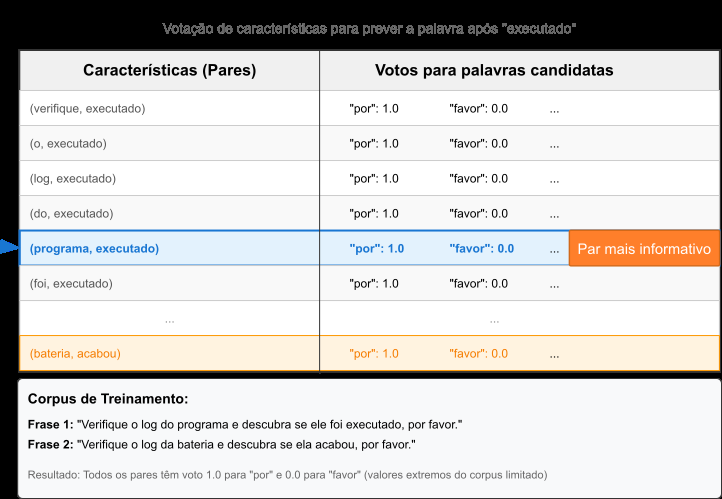 Votação de características para prever a palavra após "executado"
Características (Pares) Votos para palavras candidatas
(verifique, executado) "por": 1.0 "favor": 0.0 ...
(o, executado) "por": 1.0 "favor": 0.0 ...
(log, executado) "por": 1.0 "favor": 0.0 ...
(do, executado) "por": 1.0 "favor": 0.0 ...
(programa, executado) "por": 1.0 "favor": 0.0 ... Par mais informativo
(foi, executado) "por": 1.0 "favor": 0.0 ...
... ...
(bateria, acabou) "por": 1.0 "favor": 0.0 ...
Corpus de Treinamento:
Frase 1: "Verifique o log do programa e descubra se ele foi executado, por favor."
Frase 2: "Verifique o log da bateria e descubra se ela acabou, por favor."
Resultado: Todos os pares têm voto 1.0 para "por" e 0.0 para "favor" (valores extremos do corpus limitado)